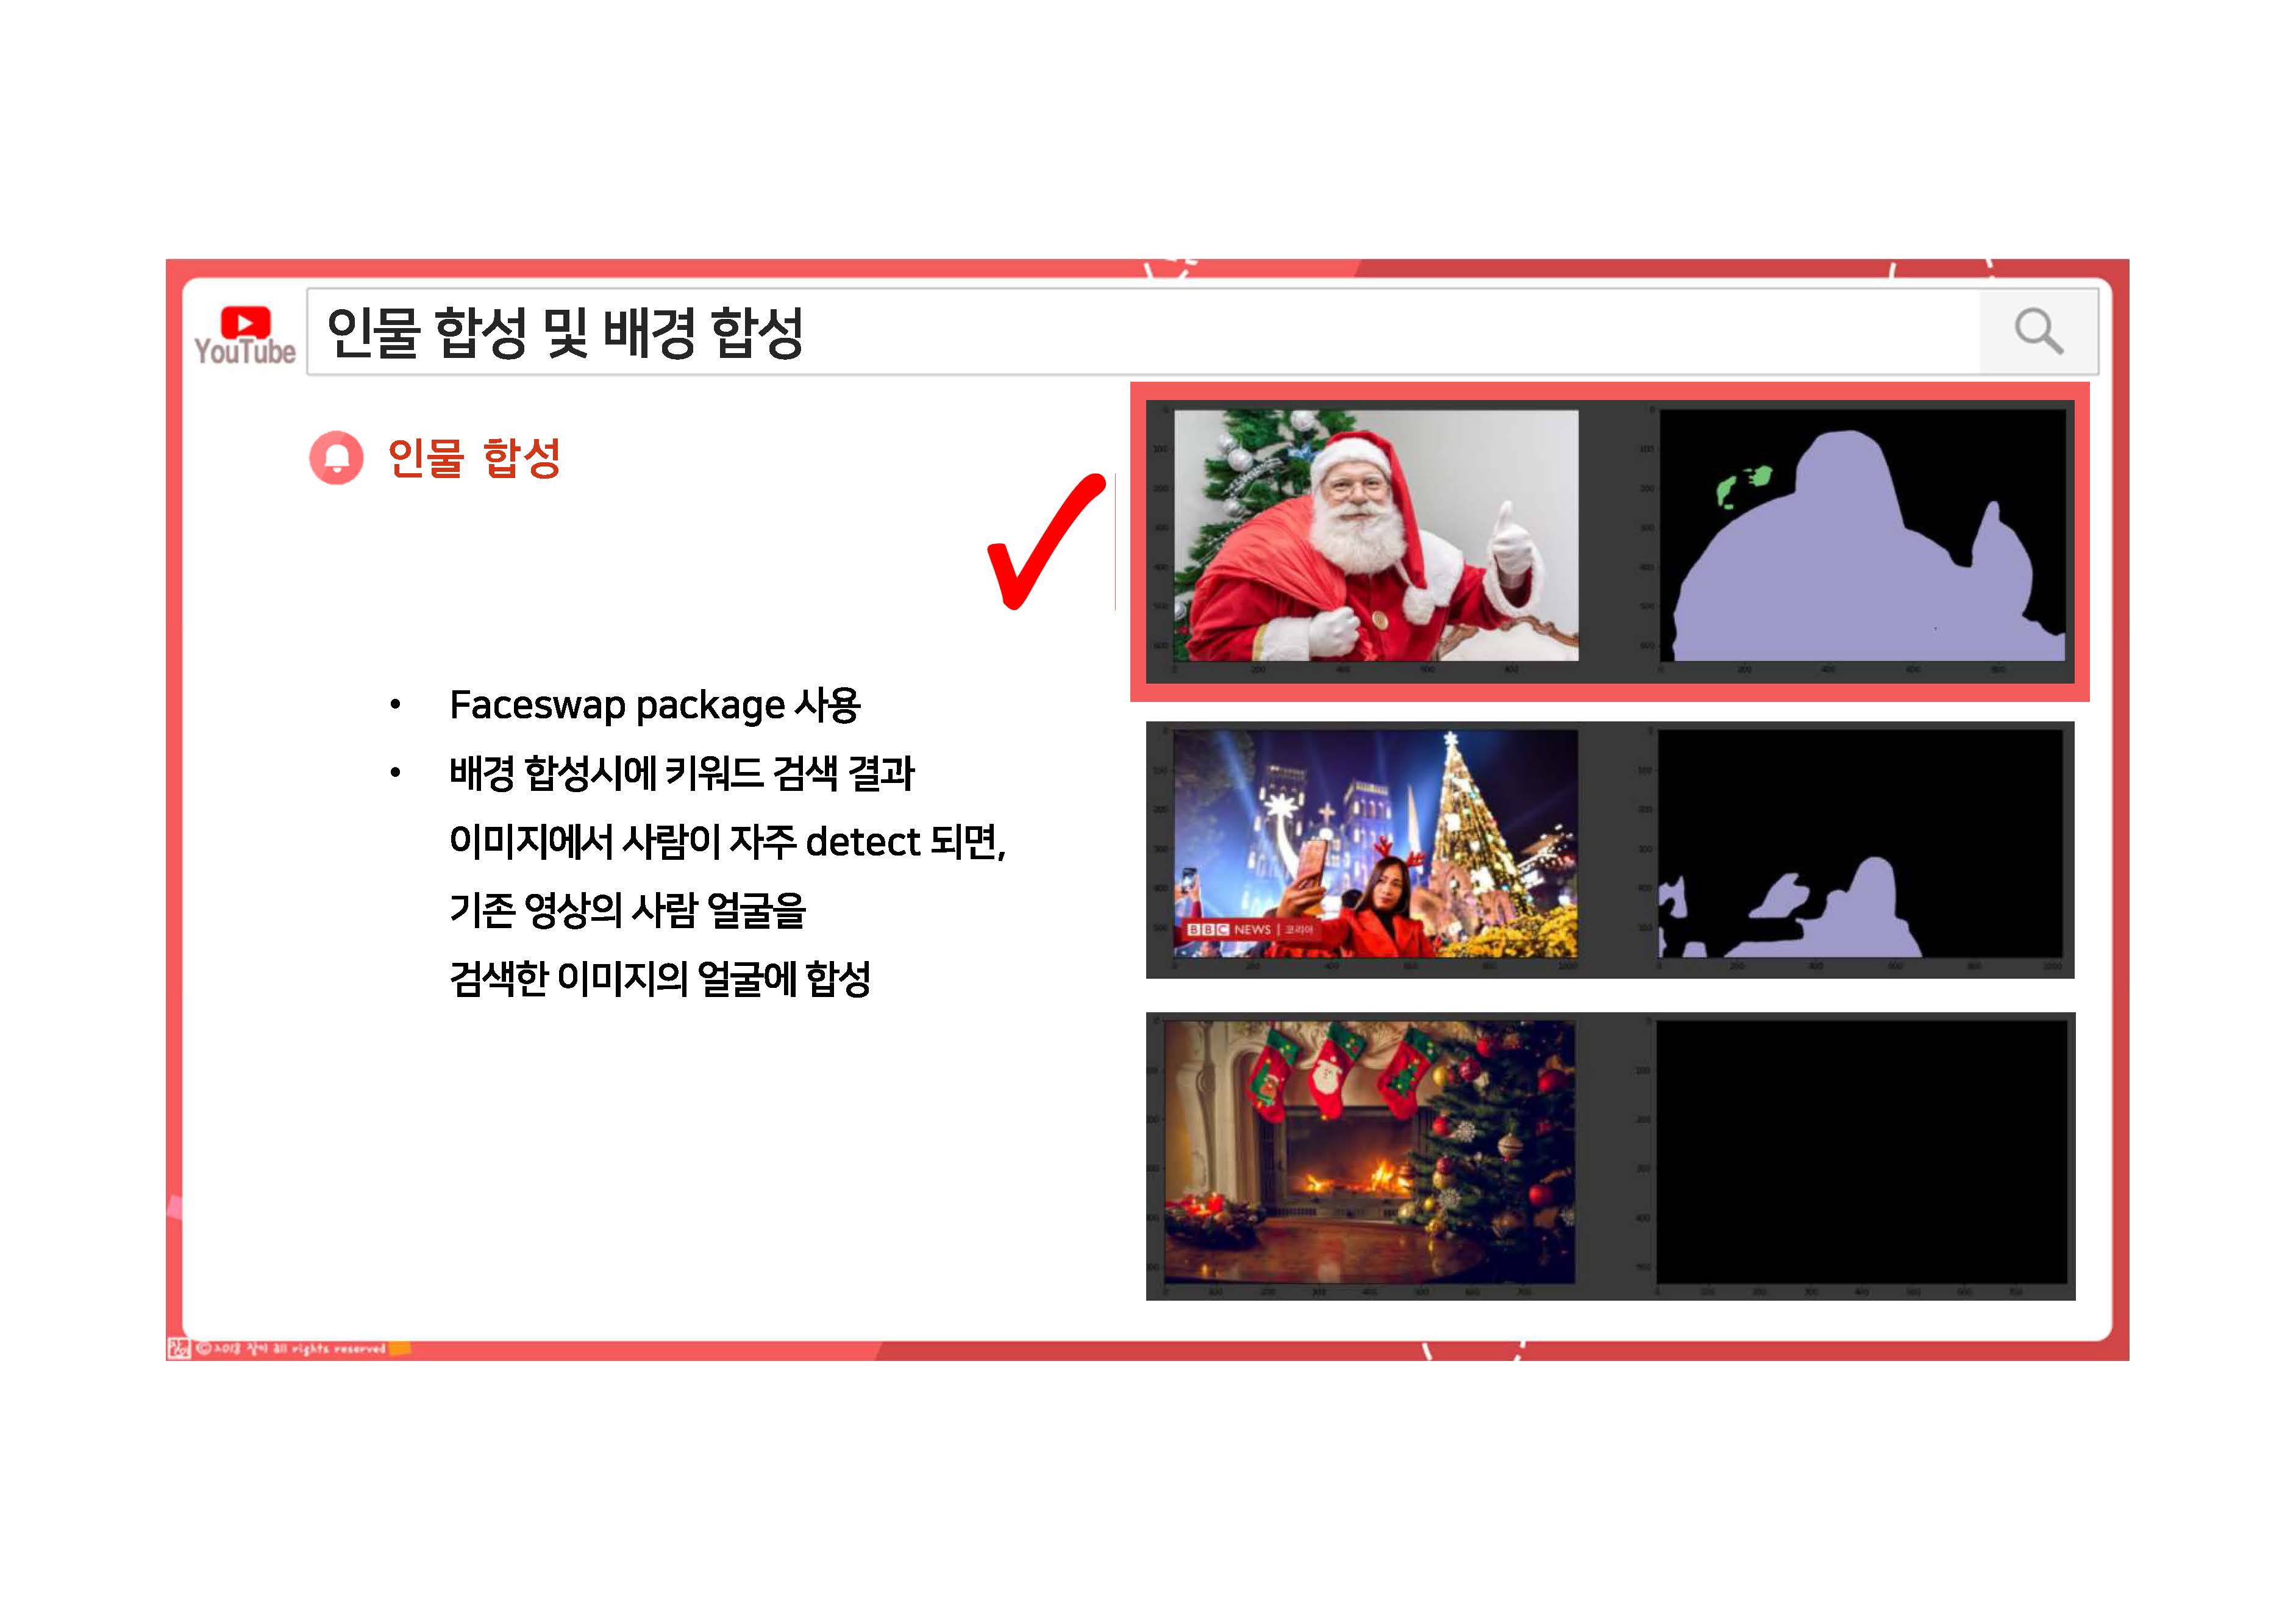 YouTube
인물 합성 및 배경 합성
인물 합성
• Faceswap package 사용
• 배경 합성시에 키워드 검색 결과
이미지에서 사람이 자주 detect 되면,
기존 영상의 사람 얼굴을
검색한 이미지의 얼굴에 합성
BBC NEWS | 코리아
© 2018 all rights reserved